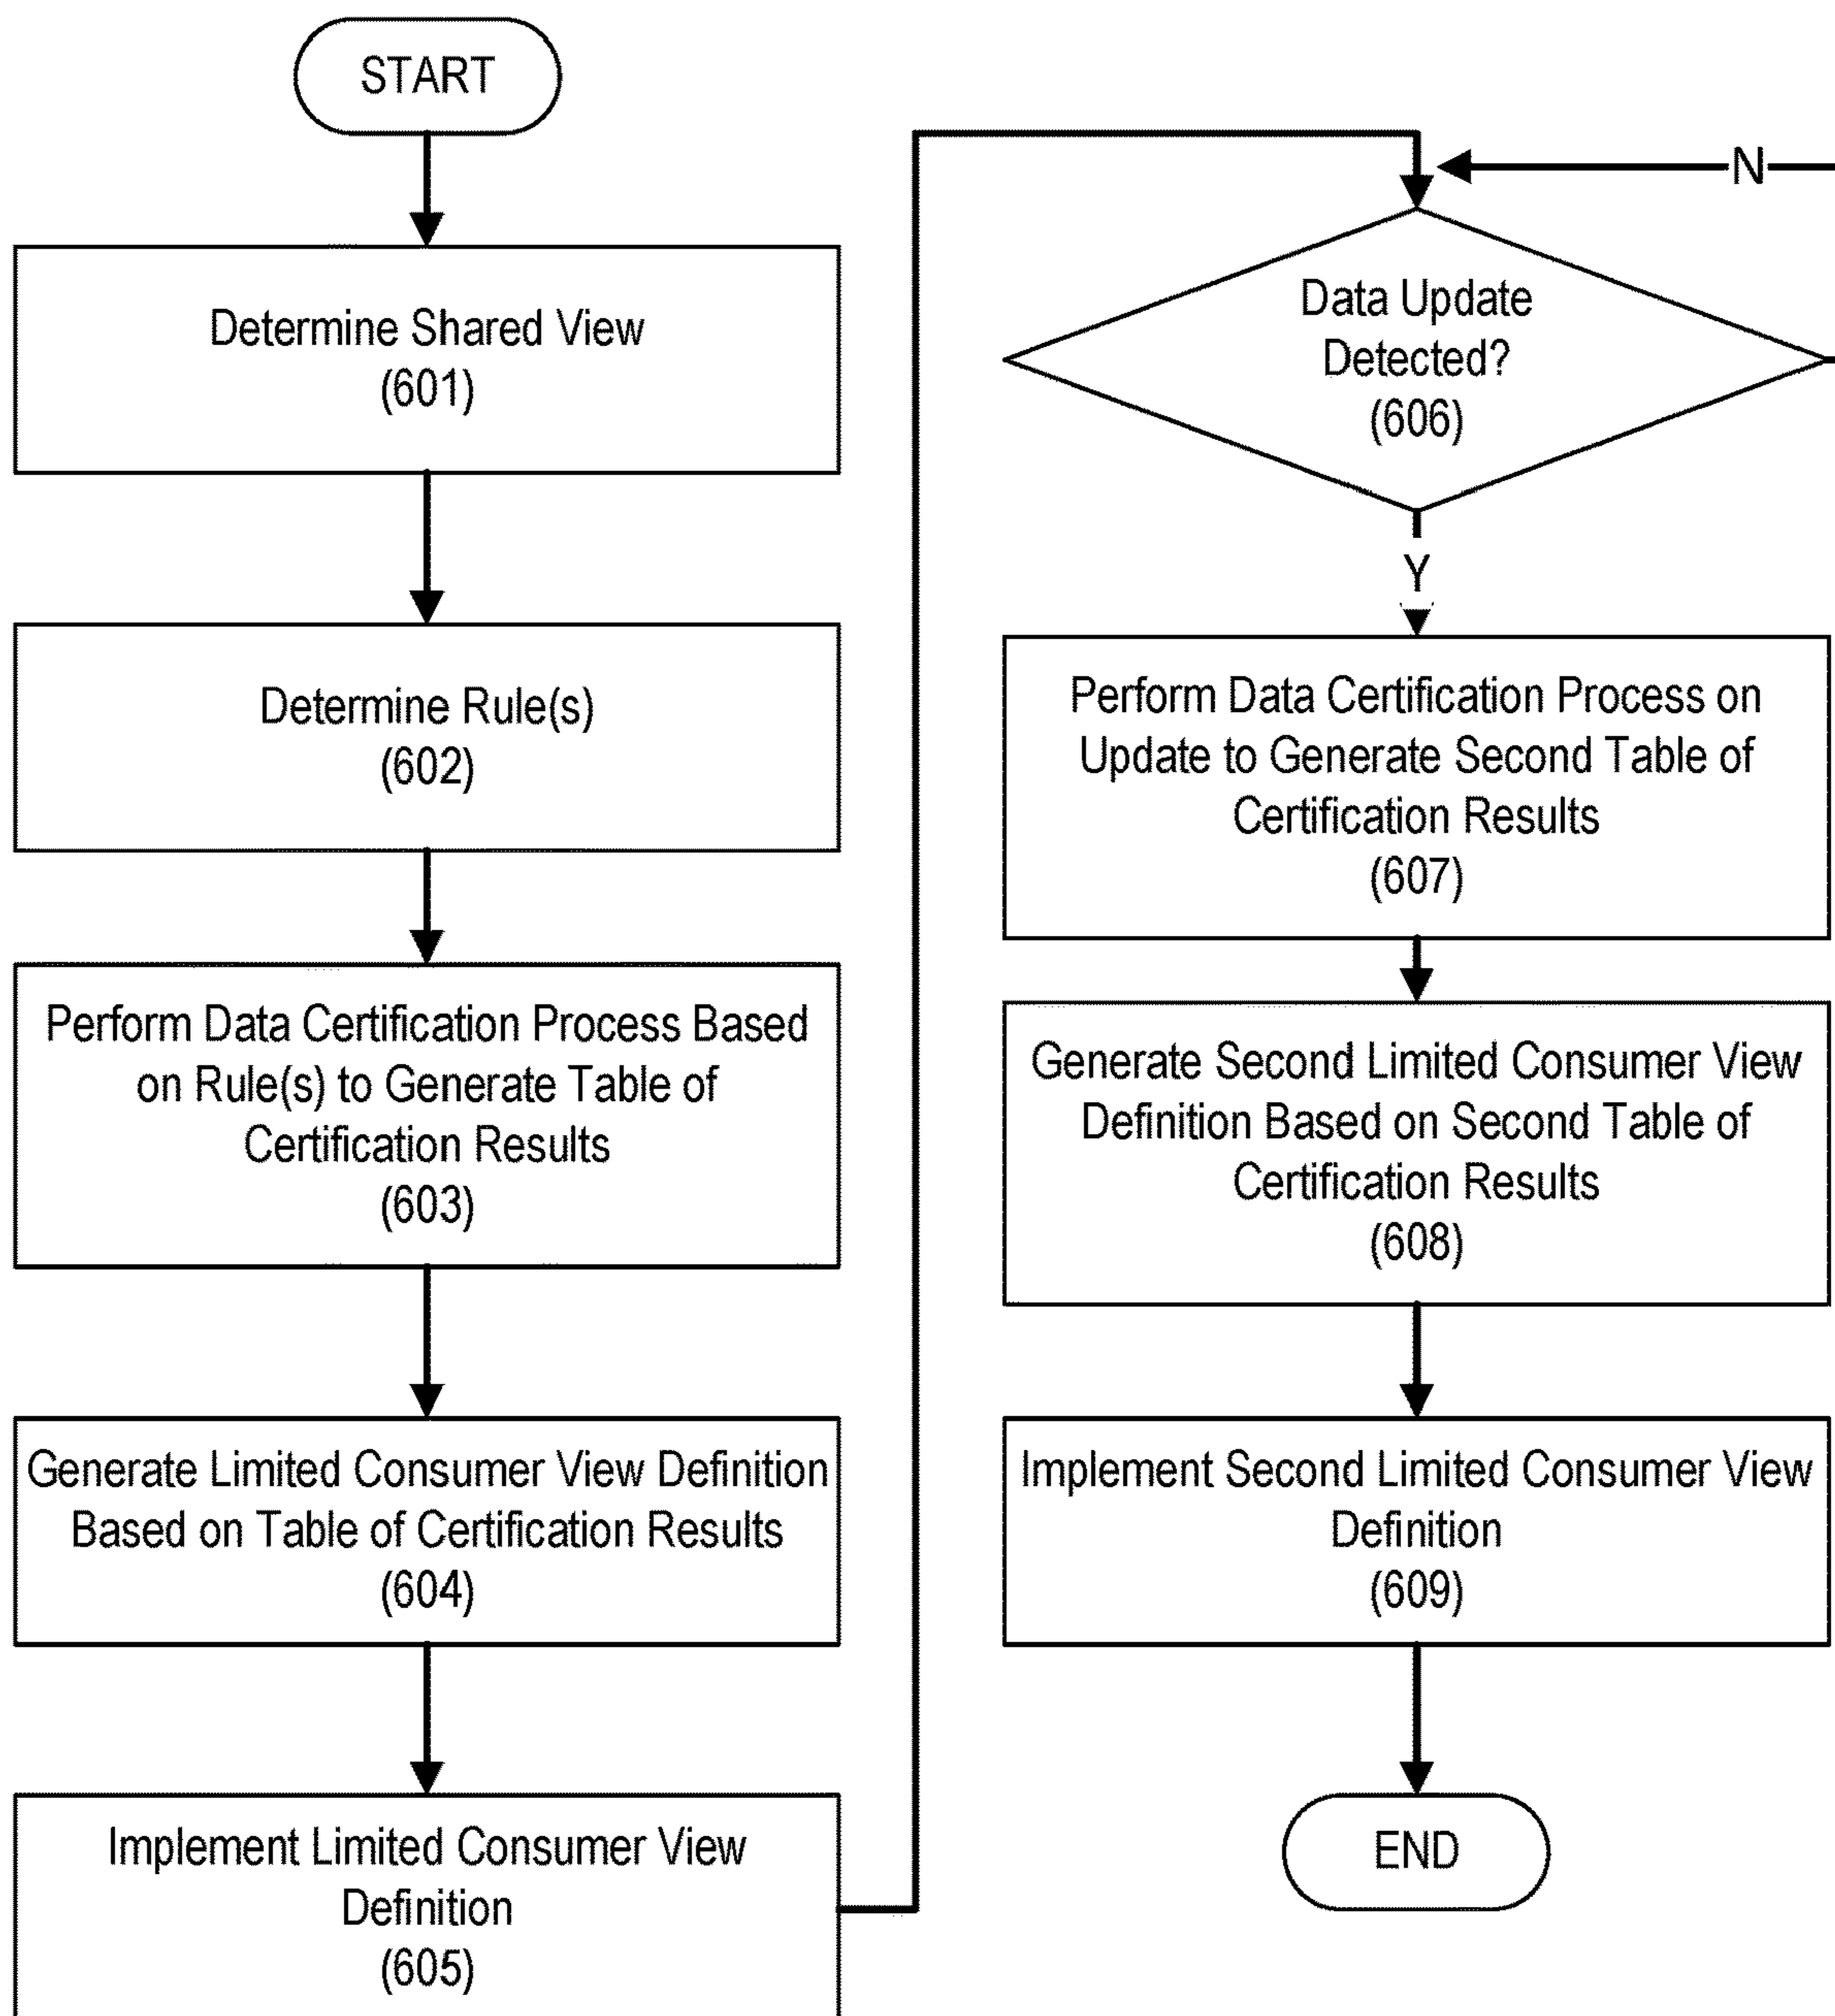 START
Determine Shared View
(601)
Determine Rule(s)
(602)
Perform Data Certification Process Based
on Rule(s) to Generate Table of
Certification Results
(603)
Generate Limited Consumer View Definition
Based on Table of Certification Results
(604)
Implement Limited Consumer View
Definition
(605)
N
Data Update
Detected?
(606)
Y
Perform Data Certification Process on
Update to Generate Second Table of
Certification Results
(607)
Generate Second Limited Consumer View
Definition Based on Second Table of
Certification Results
(608)
Implement Second Limited Consumer View
Definition
(609)
END